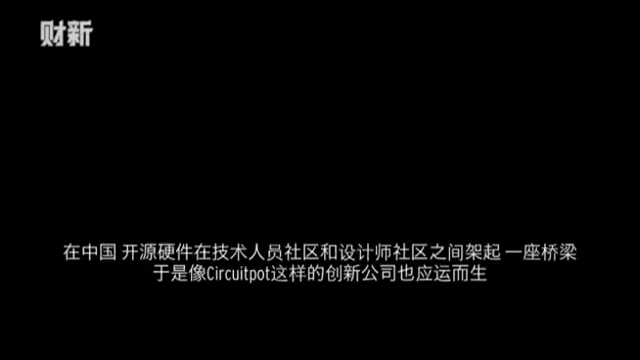 财新
在中国 开源硬件在技术人员社区和设计师社区之间架起 一座桥梁
于是像Circuitpot这样的创新公司也应运而生